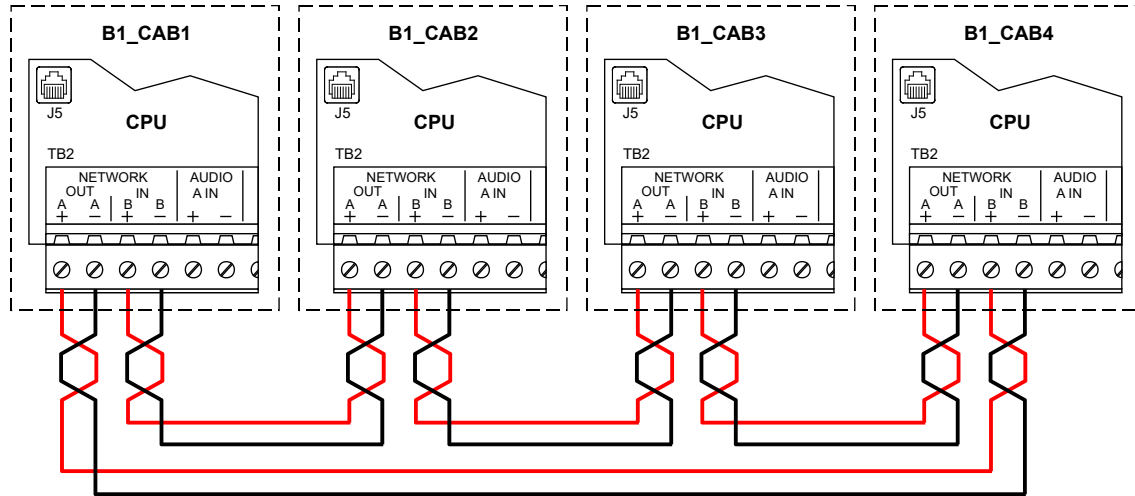 B1_CAB1
J5
CPU
TB2
NETWORK AUDIO
OUT IN A IN
A A B B
+ − + − + −
B1_CAB2
J5
CPU
TB2
NETWORK AUDIO
OUT IN A IN
A A B B
+ − + − + −
B1_CAB3
J5
CPU
TB2
NETWORK AUDIO
OUT IN A IN
A A B B
+ − + − + −
B1_CAB4
J5
CPU
TB2
NETWORK AUDIO
OUT IN A IN
A A B B
+ − + − + −